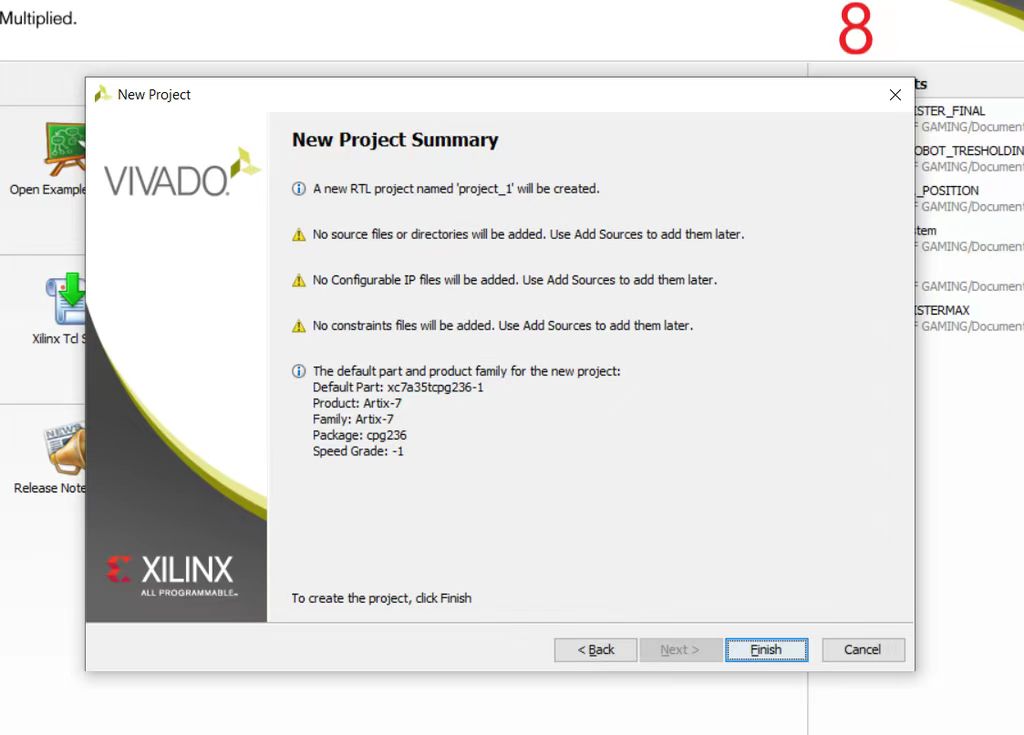 Multiplied.
8
New Project
ts
VIVADO
New Project Summary
A new RTL project named 'project_1' will be created.
No source files or directories will be added. Use Add Sources to add them later.
No Configurable IP files will be added. Use Add Sources to add them later.
No constraints files will be added. Use Add Sources to add them later.
The default part and product family for the new project:
Default Part: xc7a35tcpg236-1
Product: Artix-7
Family: Artix-7
Package: cpg236
Speed Grade: -1
To create the project, click Finish
XILINX
ALL PROGRAMMABLE™
< Back
Next >
Finish
Cancel
Open Example
Xilinx Tcl S
NEWS
Release Note
ISTER_FINAL
F GAMING/Document
OBOT_TRESHOLDIN
F GAMING/Document
_POSITION
F GAMING/Document
stem
F GAMING/Document
F GAMING/Document
ISTERMAX
F GAMING/Document